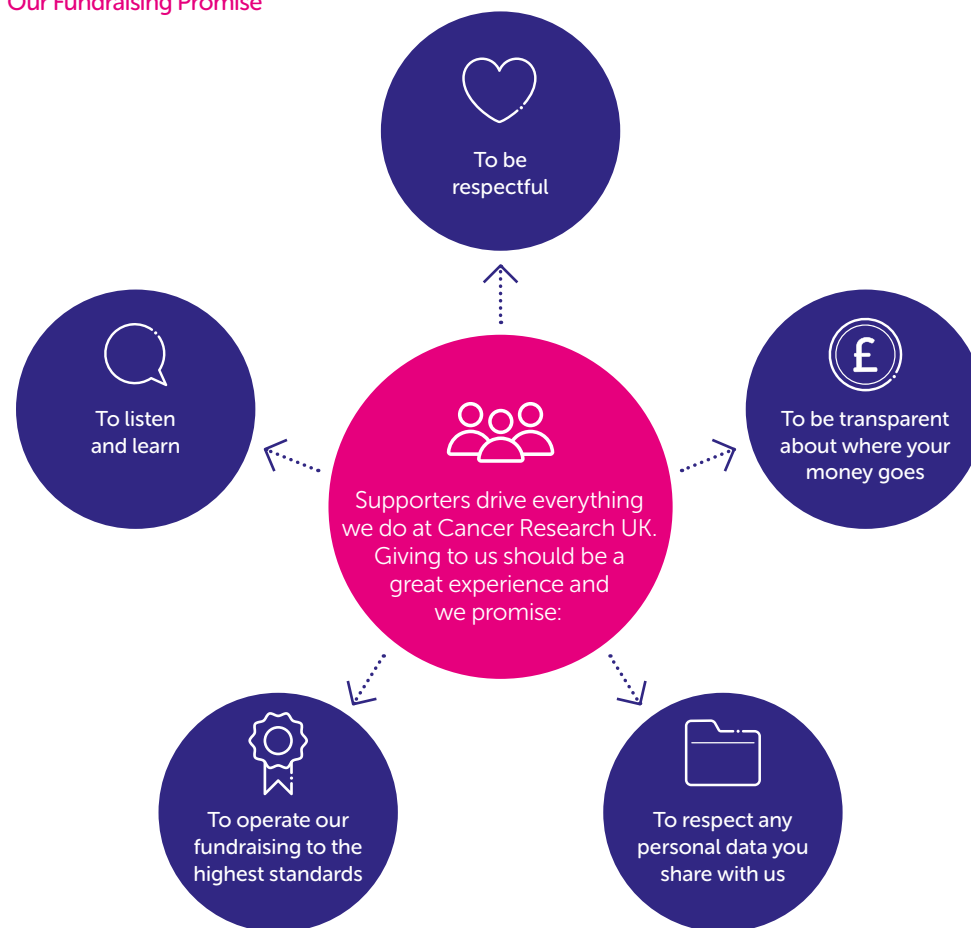 Our Fundraising Promise
To be
respectful
To listen
and learn
£
To be transparent
about where your
money goes
Supporters drive everything
we do at Cancer Research UK.
Giving to us should be a
great experience and
we promise:
To operate our
fundraising to the
highest standards
To respect any
personal data you
share with us